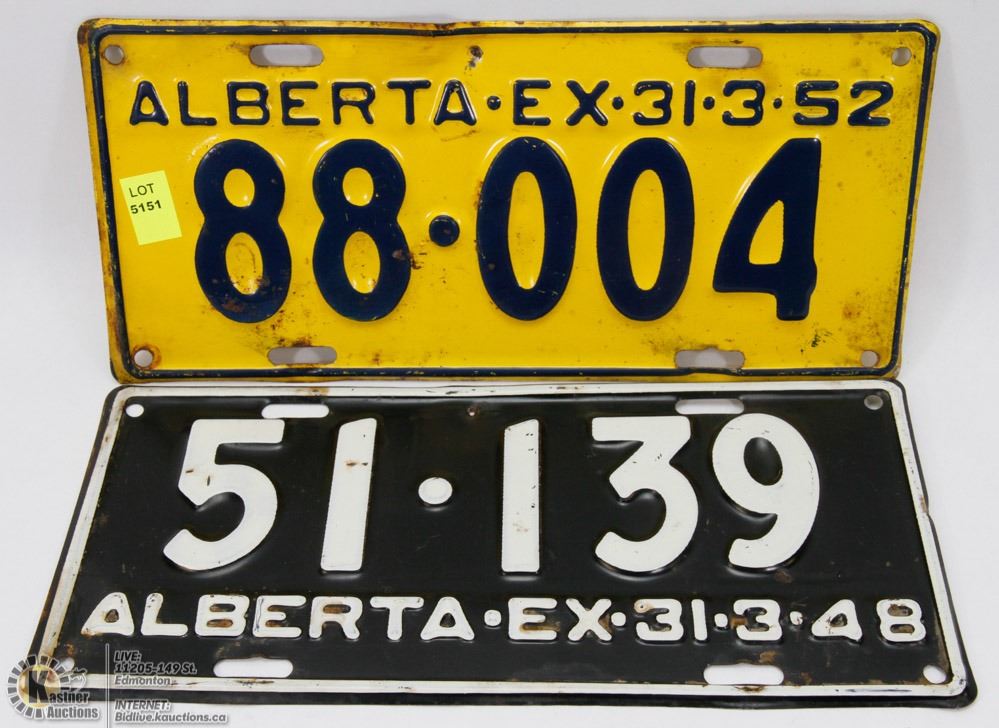 ALBERTA·EX·31·3·52
LOT
5151
88·004
51·139
ALBERTA·EX·31·3·48
Kastner
Auctions
LIVE:
11205-149 St.
Edmonton
INTERNET:
Bidlive.kauctions.ca